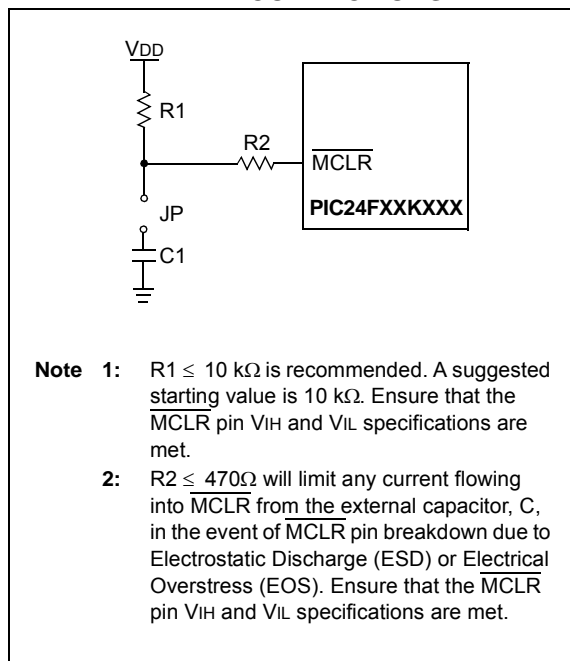 VDD
R1
R2
MCLR
PIC24FXXKXXX
JP
C1
Note 1: R1 ≤ 10 kΩ is recommended. A suggested
starting value is 10 kΩ. Ensure that the
MCLR pin VIH and VIL specifications are
met.
2: R2 ≤ 470Ω will limit any current flowing
into MCLR from the external capacitor, C,
in the event of MCLR pin breakdown due to
Electrostatic Discharge (ESD) or Electrical
Overstress (EOS). Ensure that the MCLR
pin VIH and VIL specifications are met.